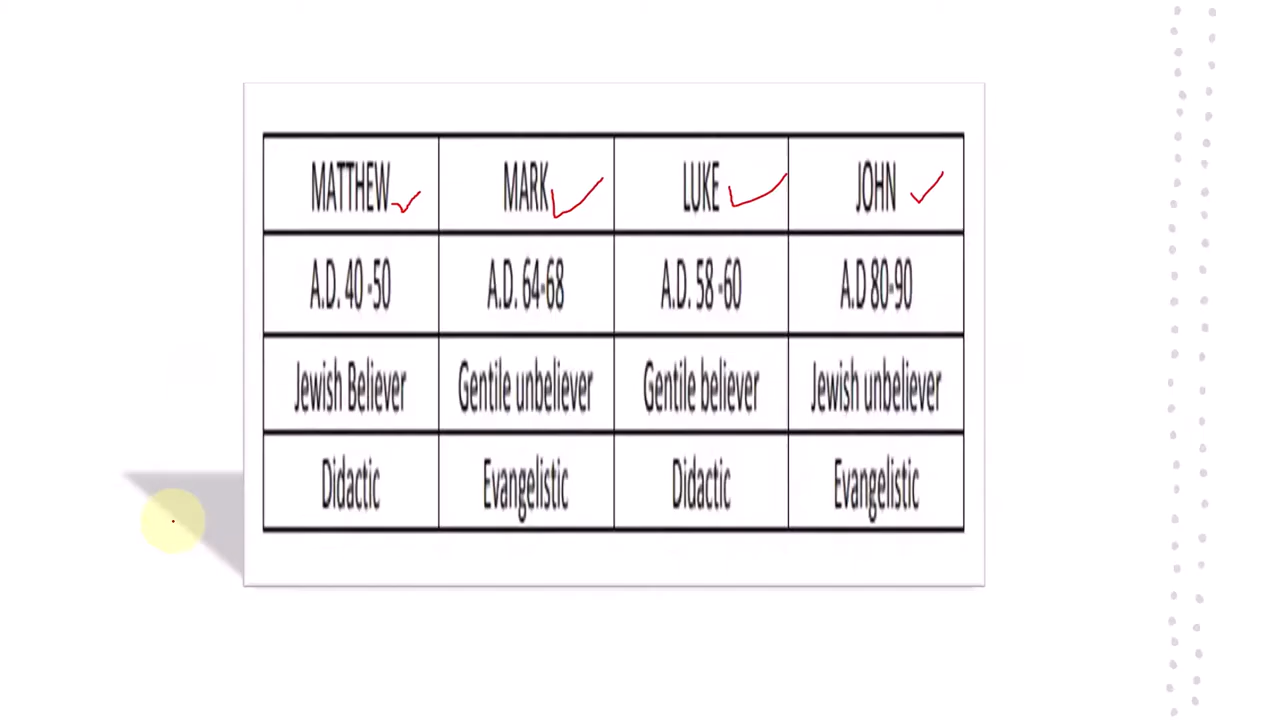 MATTHEW MARK LUKE JOHN
A.D. 40 -50 A.D. 64-68 A.D. 58 -60 A.D 80-90
Jewish Believer Gentile unbeliever Gentile believer Jewish unbeliever
Didactic Evangelistic Didactic Evangelistic